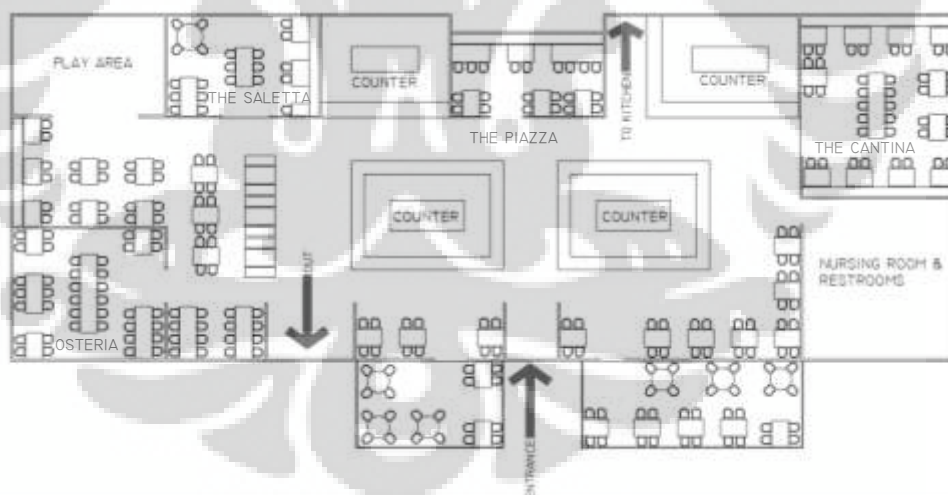 PLAY AREA
THE SALETTA
COUNTER
THE PIAZZA
TO KITCHEN
COUNTER
THE CANTINA
COUNTER
COUNTER
OUT
NURSING ROOM &
RESTROOMS
OSTERIA
ENTRANCE